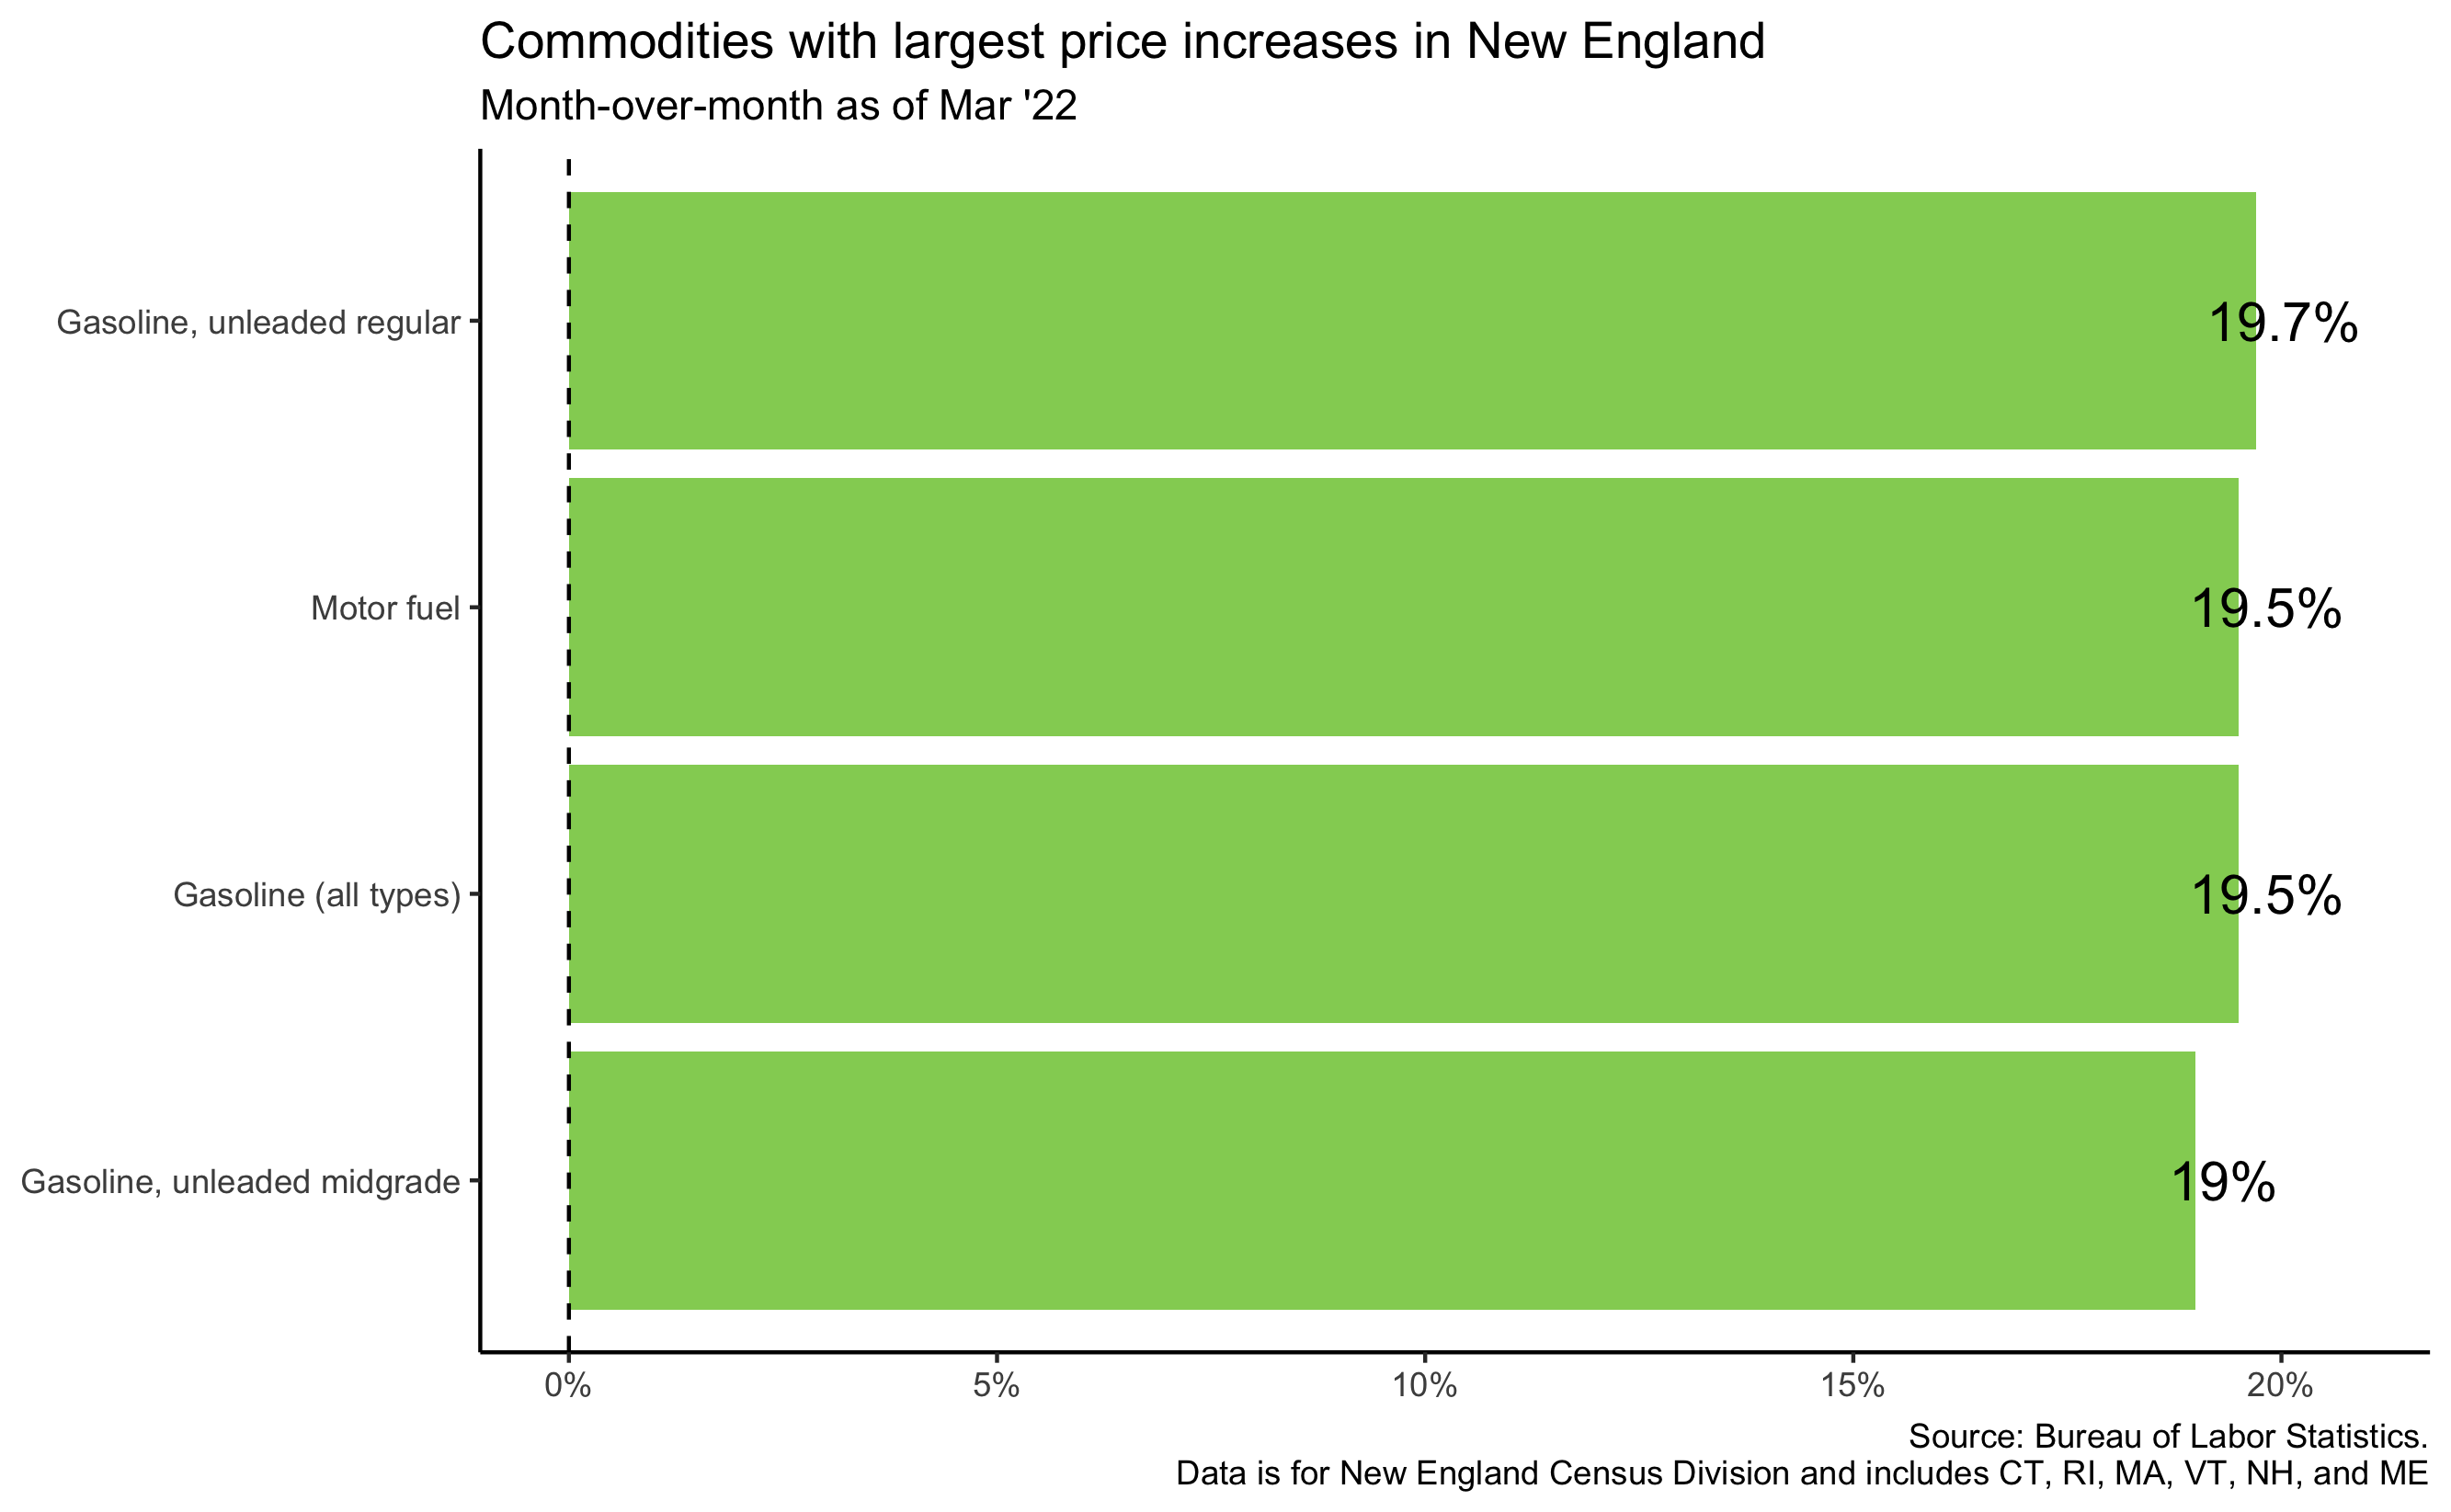 Commodities with largest price increases in New England
Month-over-month as of Mar '22
Gasoline, unleaded regular
19.7%
Motor fuel
19.5%
Gasoline (all types)
19.5%
Gasoline, unleaded midgrade
19%
0% 5% 10% 15% 20%
Source: Bureau of Labor Statistics.
Data is for New England Census Division and includes CT, RI, MA, VT, NH, and ME